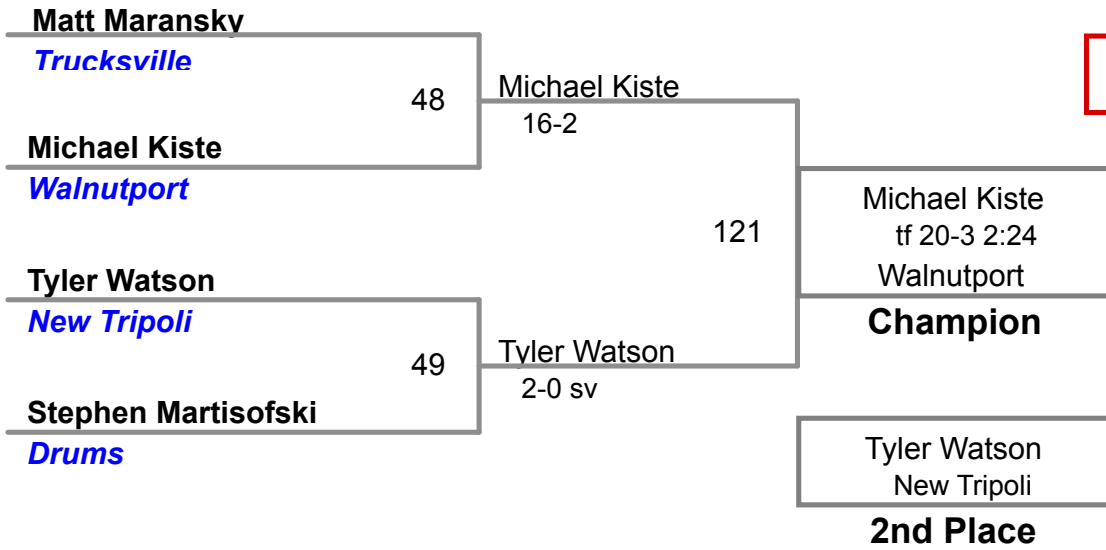 Matt Maransky
Trucksville
48
Michael Kiste
16-2
Michael Kiste
Walnutport
121
Michael Kiste
tf 20-3 2:24
Walnutport
Champion
Tyler Watson
New Tripoli
49
Tyler Watson
2-0 sv
Stephen Martisofski
Drums
Tyler Watson
New Tripoli
2nd Place